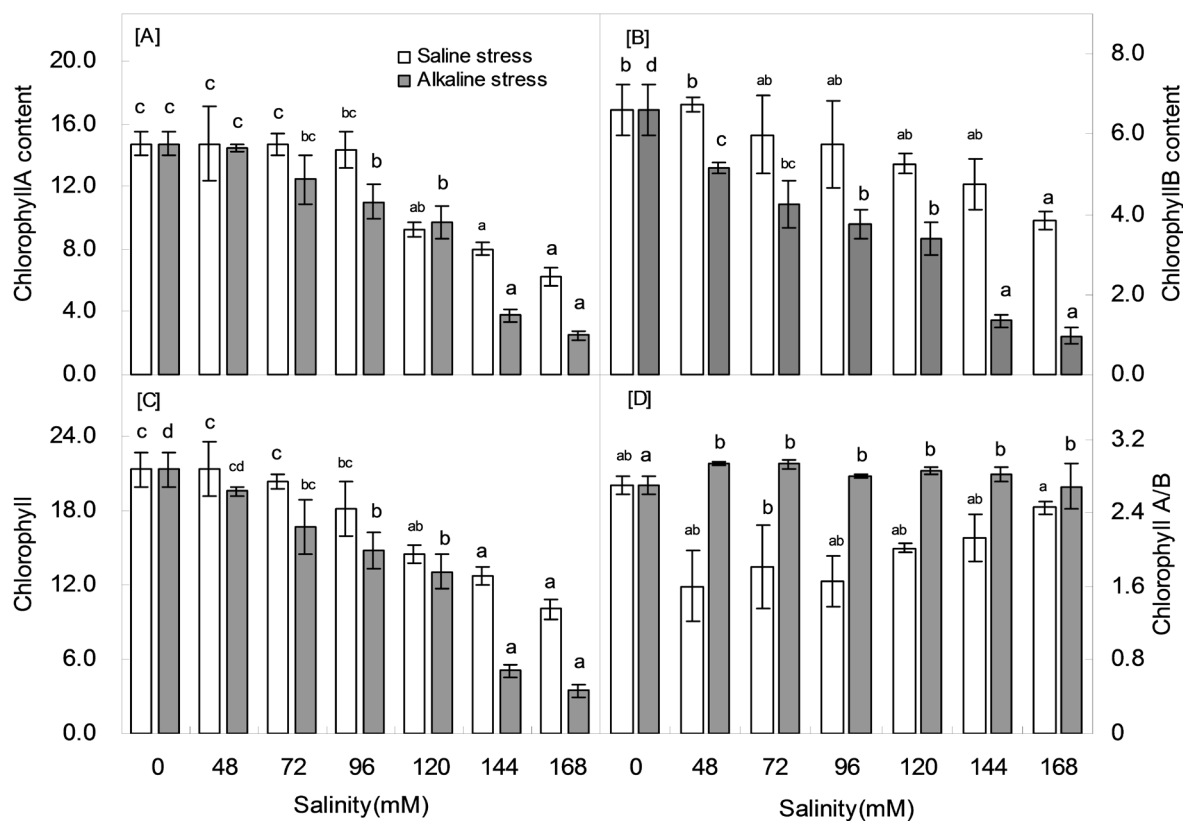 [A]
Saline stress
Alkaline stress
ChlorophyllA content
20.0
16.0
12.0
8.0
4.0
0.0
c c c c c bc bc b ab b a a a a
[B]
ChlorophyllB content
8.0
6.0
4.0
2.0
0.0
b d b c ab bc ab b ab b ab a a a
[C]
Chlorophyll
24.0
18.0
12.0
6.0
0.0
c d c cd c bc bc b ab b a a a a
0 48 72 96 120 144 168
Salinity(mM)
[D]
Chlorophyll A/B
3.2
2.4
1.6
0.8
0
ab a ab b b b ab b ab b ab b a b
0 48 72 96 120 144 168
Salinity(mM)